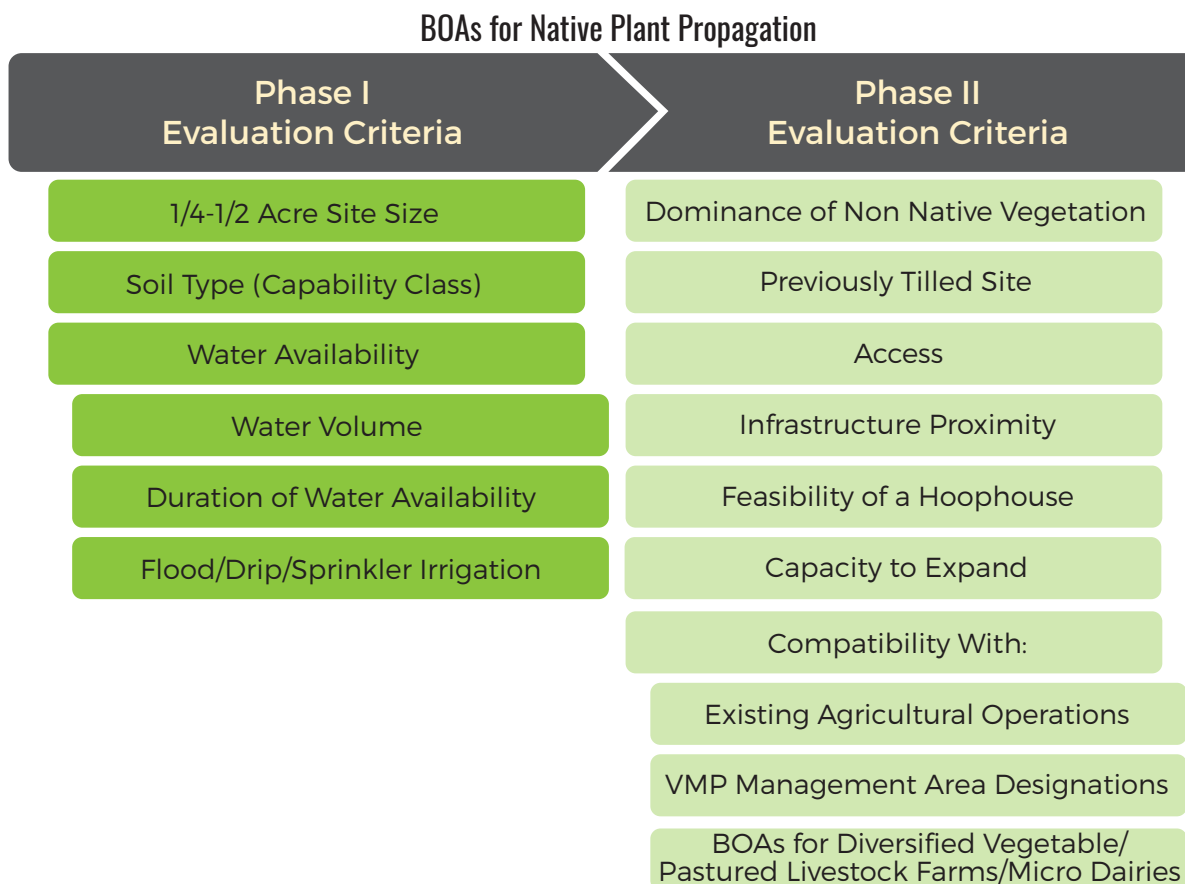 BOAs for Native Plant Propagation
Phase I
Evaluation Criteria
1/4-1/2 Acre Site Size
Soil Type (Capability Class)
Water Availability
Water Volume
Duration of Water Availability
Flood/Drip/Sprinkler Irrigation
Phase II
Evaluation Criteria
Dominance of Non Native Vegetation
Previously Tilled Site
Access
Infrastructure Proximity
Feasibility of a Hoophouse
Capacity to Expand
Compatibility With:
Existing Agricultural Operations
VMP Management Area Designations
BOAs for Diversified Vegetable/
Pastured Livestock Farms/Micro Dairies